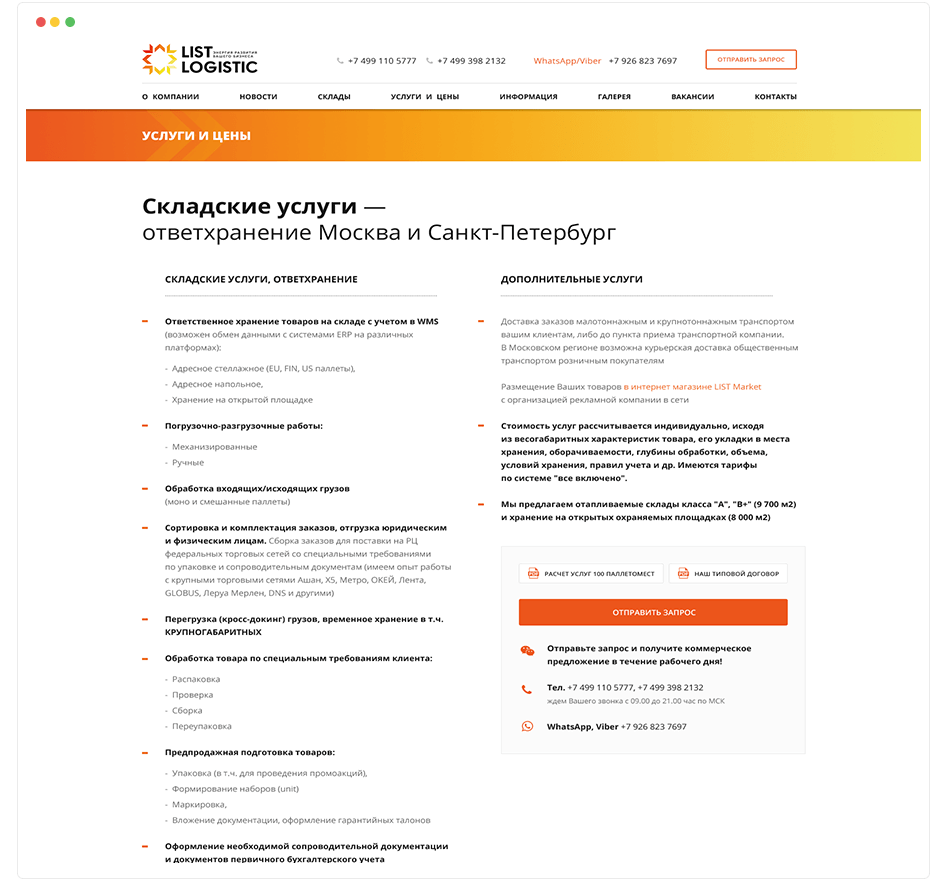 LIST
LOGISTIC
ЭНЕРГИЯ РАЗВИТИЯ
ВАШЕГО БИЗНЕСА
+7 499 110 5777
+7 499 398 2132
WhatsApp/Viber +7 926 823 7697
ОТПРАВИТЬ ЗАПРОС
О КОМПАНИИ
НОВОСТИ
СКЛАДЫ
УСЛУГИ И ЦЕНЫ
ИНФОРМАЦИЯ
ГАЛЕРЕЯ
ВАКАНСИИ
КОНТАКТЫ
УСЛУГИ И ЦЕНЫ
Складские услуги —
ответхранение Москва и Санкт-Петербург
СКЛАДСКИЕ УСЛУГИ, ОТВЕТХРАНЕНИЕ
Ответственное хранение товаров на складе с учетом в WMS
(возможен обмен данными с системами ERP на различных
платформах):
- Адресное стеллажное (EU, FIN, US паллеты),
- Адресное напольное,
- Хранение на открытой площадке
Погрузочно-разгрузочные работы:
- Механизированные
- Ручные
Обработка входящих/исходящих грузов
(моно и смешанные паллеты)
Сортировка и комплектация заказов, отгрузка юридическим
и физическим лицам. Сборка заказов для поставки на РЦ
федеральных торговых сетей со специальными требованиями
по упаковке и сопроводительным документам (имеем опыт работы
с крупными торговыми сетями Ашан, X5, Метро, ОКЕЙ, Лента,
GLOBUS, Леруа Мерлен, DNS и другими)
Перегрузка (кросс-докинг) грузов, временное хранение в т.ч.
КРУПНОГАБАРИТНЫХ
Обработка товара по специальным требованиям клиента:
- Распаковка
- Проверка
- Сборка
- Переупаковка
Предпродажная подготовка товаров:
- Упаковка (в т.ч. для проведения промоакций),
- Формирование наборов (unit)
- Маркировка,
- Вложение документации, оформление гарантийных талонов
Оформление необходимой сопроводительной документации
и документов первичного бухгалтерского учета
ДОПОЛНИТЕЛЬНЫЕ УСЛУГИ
Доставка заказов малотоннажным и крупнотоннажным транспортом
вашим клиентам, либо до пункта приема транспортной компании.
В Московском регионе возможна курьерская доставка общественным
транспортом розничным покупателям
Размещение Ваших товаров в интернет магазине LIST Market
с организацией рекламной компании в сети
Стоимость услуг рассчитывается индивидуально, исходя
из весогабаритных характеристик товара, его укладки в места
хранения, оборачиваемости, глубины обработки, объема,
условий хранения, правил учета и др. Имеются тарифы
по системе "все включено".
Мы предлагаем отапливаемые склады класса "А", "В+" (9 700 м2)
и хранение на открытых охраняемых площадках (8 000 м2)
PDF РАСЧЕТ УСЛУГ 100 ПАЛЛЕТОМЕСТ
PDF НАШ ТИПОВОЙ ДОГОВОР
ОТПРАВИТЬ ЗАПРОС
Отправьте запрос и получите коммерческое
предложение в течение рабочего дня!
Тел. +7 499 110 5777, +7 499 398 2132
ждем Вашего звонка с 09.00 до 21.00 час по МСК
WhatsApp, Viber +7 926 823 7697